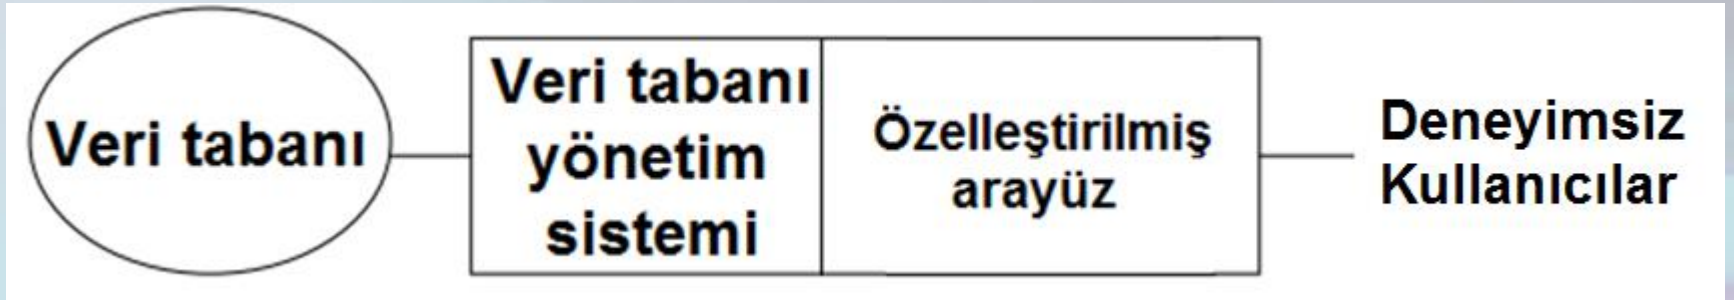 Veri tabanı
Veri tabanı
yönetim
sistemi
Özelleştirilmiş
arayüz
Deneyimsiz
Kullanıcılar